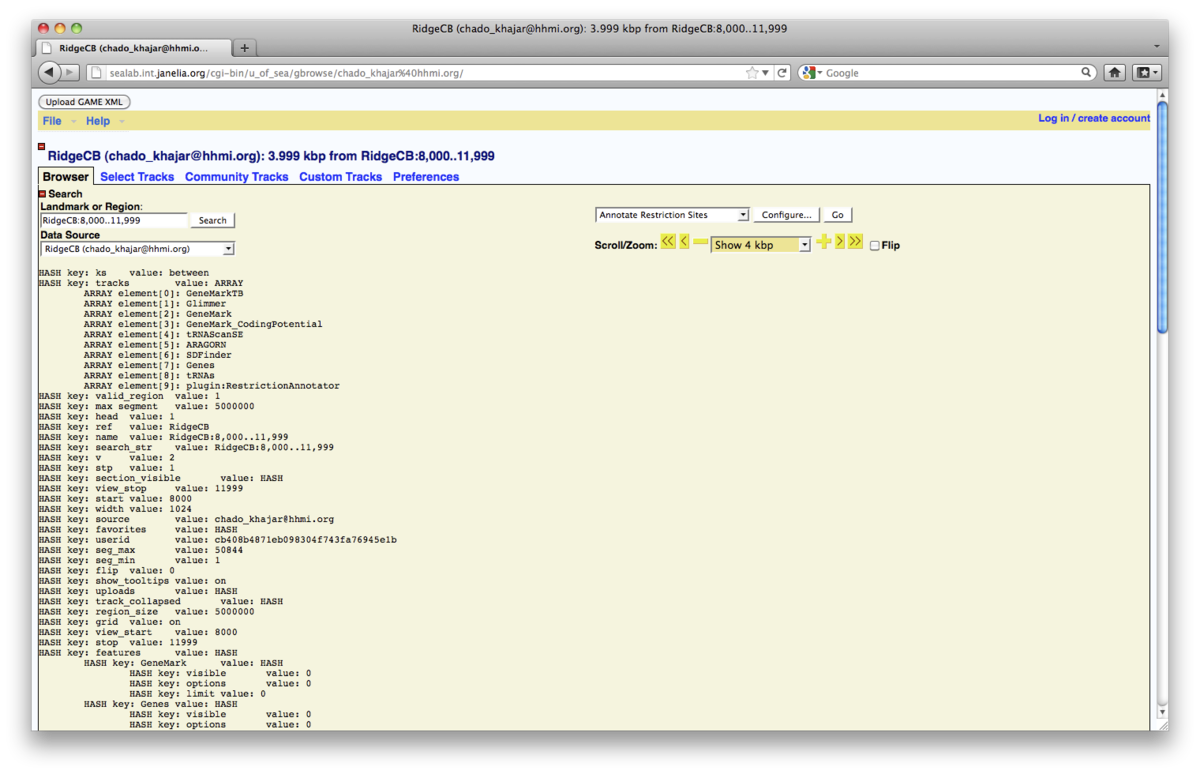 RidgeCB (chado_khajar@hhmi.org): 3.999 kbp from RidgeCB:8,000..11,999
RidgeCB (chado_khajar@hhmi.o...
sealab.int.janelia.org/cgi-bin/u_of_sea/gbrowse/chado_khajar%40hhmi.org/
Google
Upload GAME XML
File Help
Log in / create account
RidgeCB (chado_khajar@hhmi.org): 3.999 kbp from RidgeCB:8,000..11,999
Browser Select Tracks Community Tracks Custom Tracks Preferences
Search
Landmark or Region:
RidgeCB:8,000..11,999 Search
Annotate Restriction Sites Configure... Go
Data Source
RidgeCB (chado_khajar@hhmi.org)
Scroll/Zoom: Show 4 kbp Flip
HASH key: ks value: between
HASH key: tracks value: ARRAY
ARRAY element[0]: GeneMarkTB
ARRAY element[1]: Glimmer
ARRAY element[2]: GeneMark
ARRAY element[3]: GeneMark_CodingPotential
ARRAY element[4]: tRNAScanSE
ARRAY element[5]: ARAGORN
ARRAY element[6]: SDFinder
ARRAY element[7]: Genes
ARRAY element[8]: tRNAs
ARRAY element[9]: plugin:RestrictionAnnotator
HASH key: valid_region value: 1
HASH key: max segment value: 5000000
HASH key: head value: 1
HASH key: ref value: RidgeCB
HASH key: name value: RidgeCB:8,000..11,999
HASH key: search_str value: RidgeCB:8,000..11,999
HASH key: v value: 2
HASH key: stp value: 1
HASH key: section_visible value: HASH
HASH key: view_stop value: 11999
HASH key: start value: 8000
HASH key: width value: 1024
HASH key: source value: chado_khajar@hhmi.org
HASH key: favorites value: HASH
HASH key: userid value: cb408b4871eb098304f743fa76945e1b
HASH key: seg_max value: 50844
HASH key: seg_min value: 1
HASH key: flip value: 0
HASH key: show_tooltips value: on
HASH key: uploads value: HASH
HASH key: track_collapsed value: HASH
HASH key: region_size value: 5000000
HASH key: grid value: on
HASH key: view_start value: 8000
HASH key: stop value: 11999
HASH key: features value: HASH
HASH key: GeneMark value: HASH
HASH key: visible value: 0
HASH key: options value: 0
HASH key: limit value: 0
HASH key: Genes value: HASH
HASH key: visible value: 0
HASH key: options value: 0